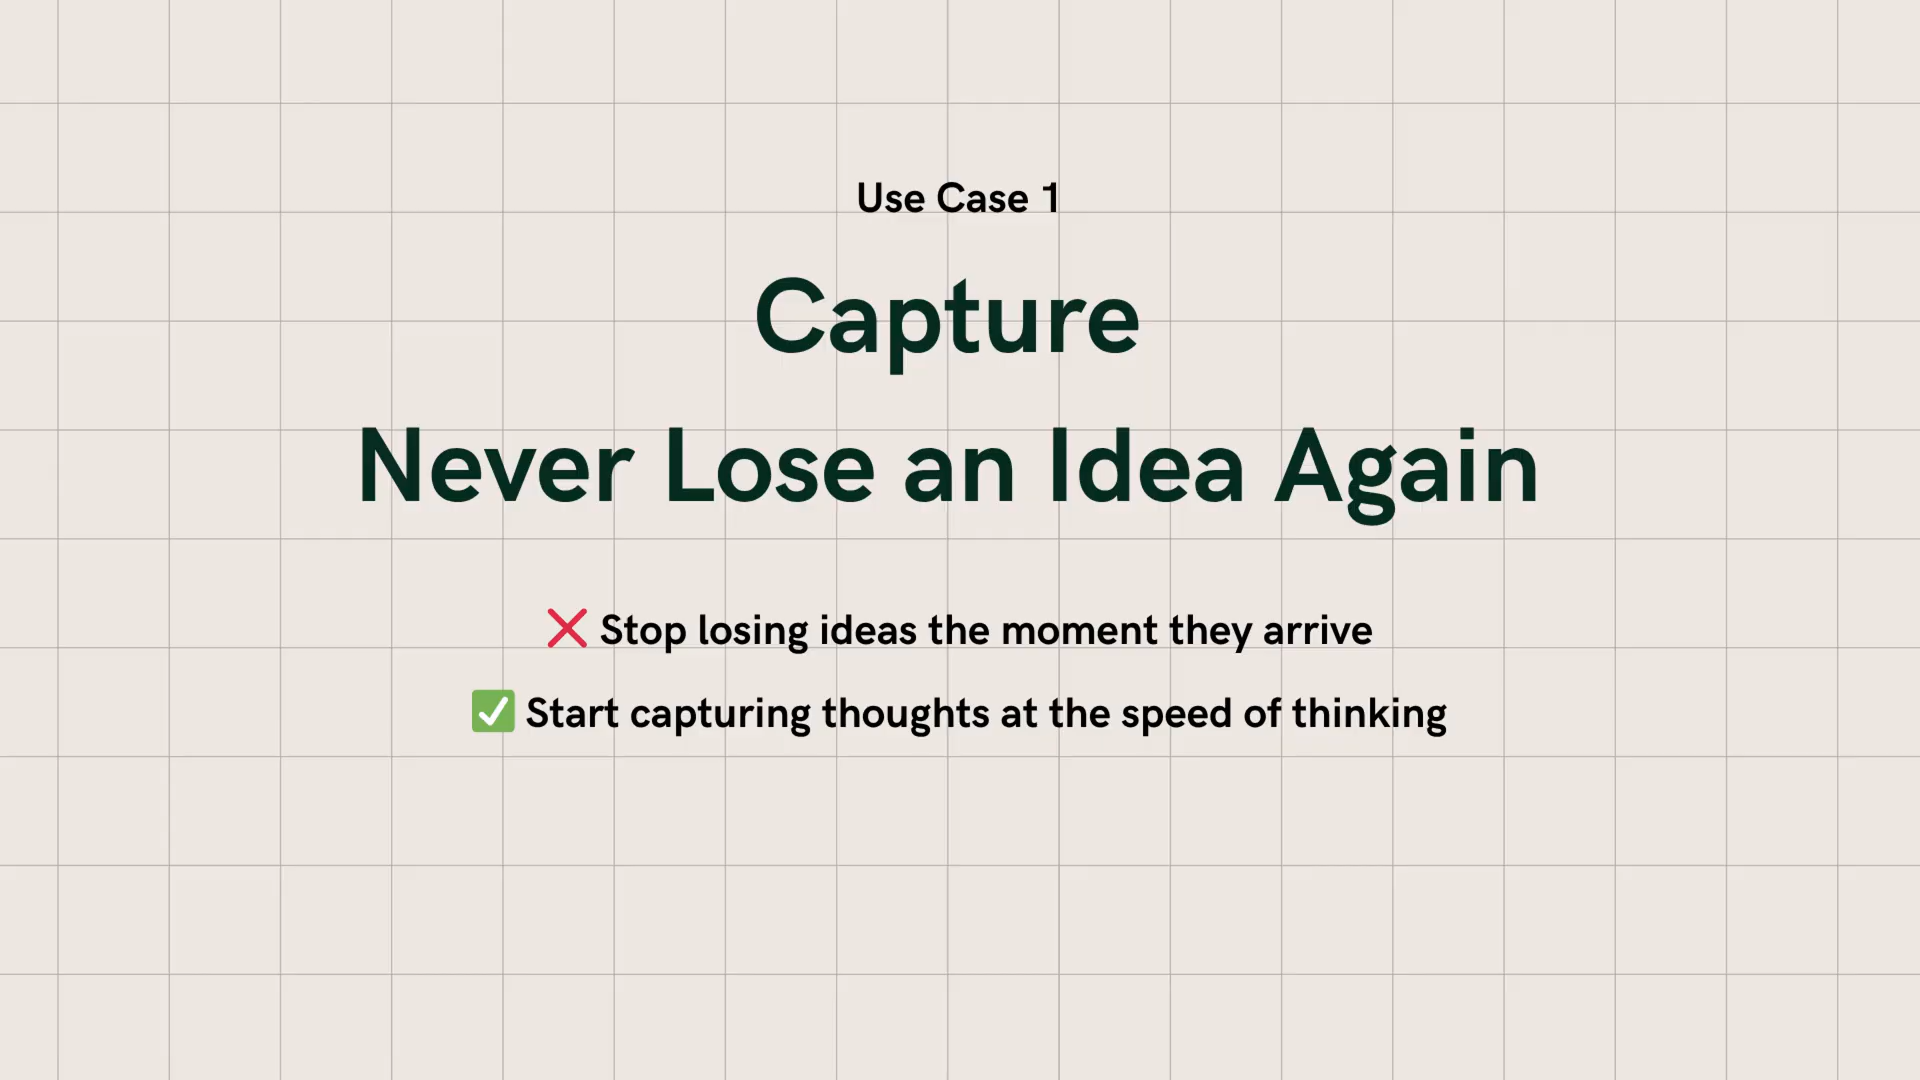 Use Case 1
Capture
Never Lose an Idea Again
❌ Stop losing ideas the moment they arrive
✅ Start capturing thoughts at the speed of thinking